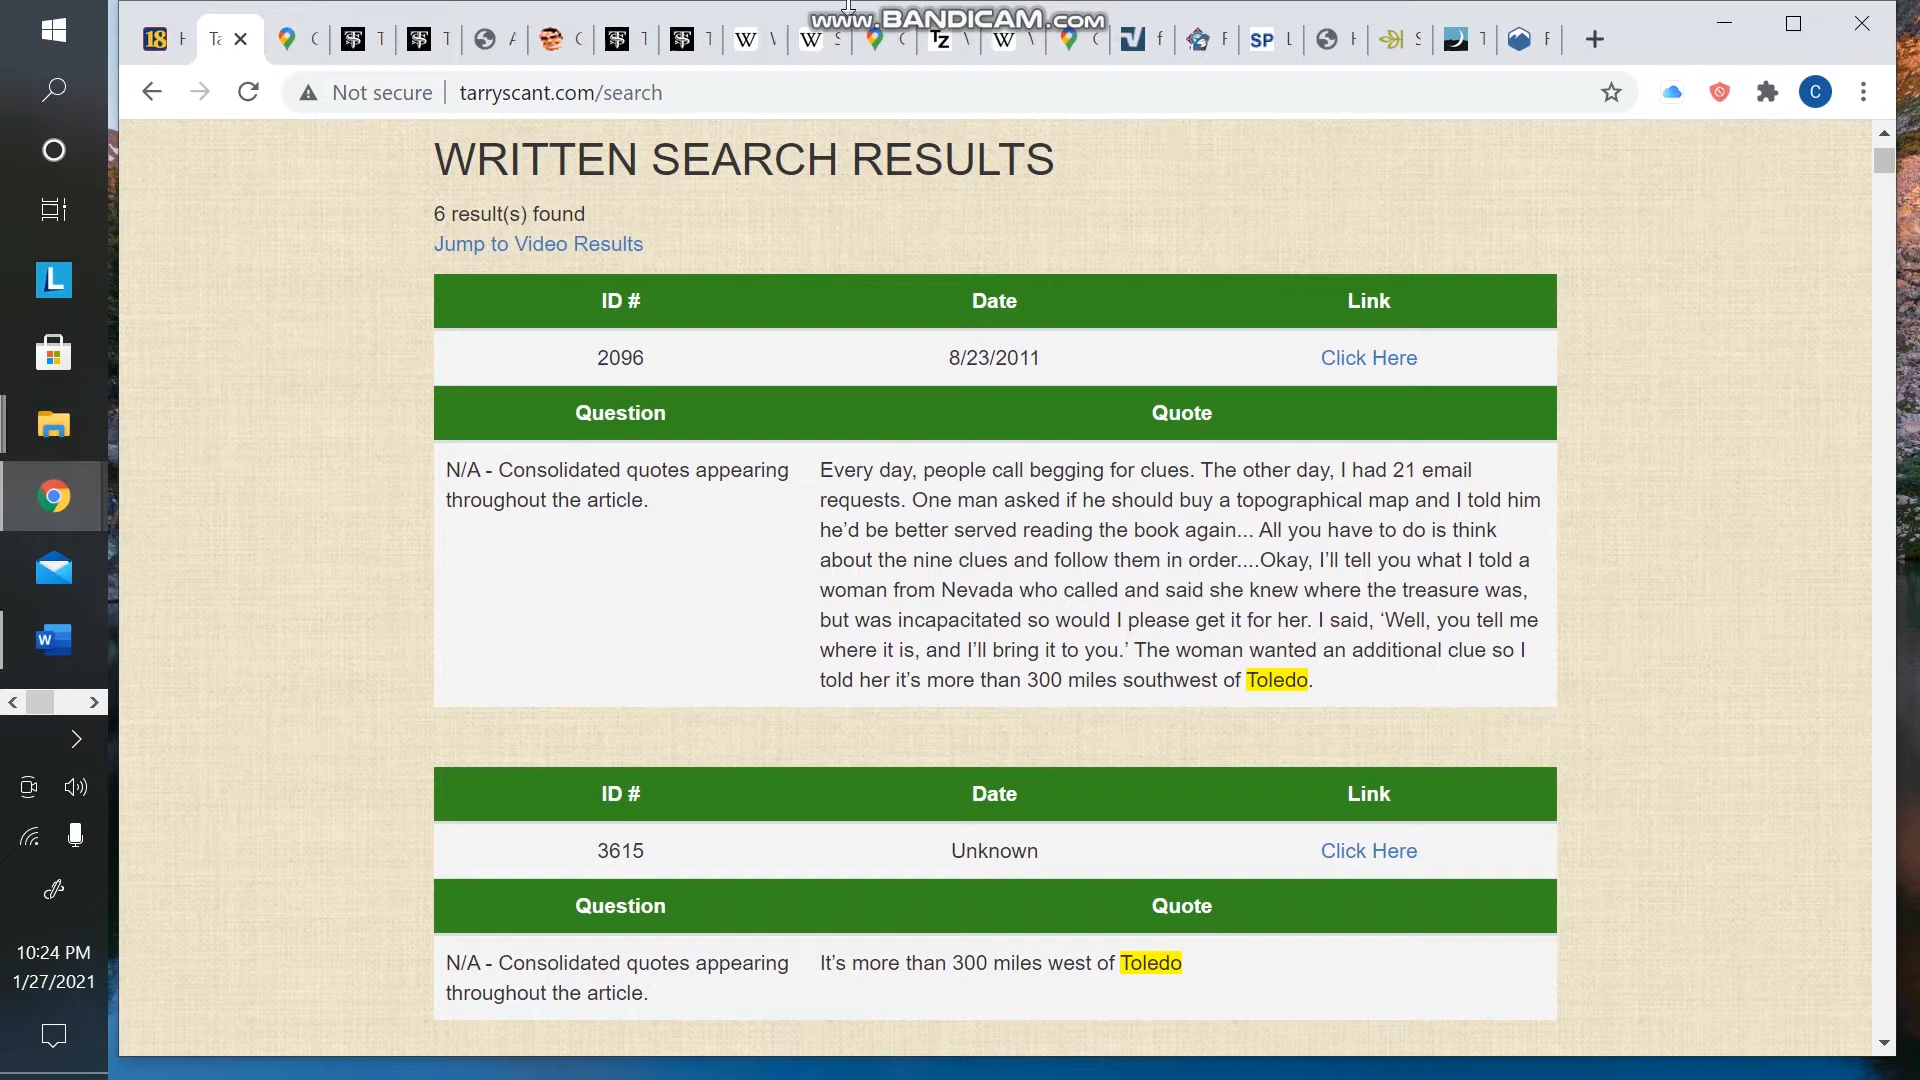 www.BANDICAM.com
Not secure
tarryscant.com/search
WRITTEN SEARCH RESULTS
6 result(s) found
Jump to Video Results
ID # Date Link
2096 8/23/2011 Click Here
Question Quote
N/A - Consolidated quotes appearing
throughout the article.
Every day, people call begging for clues. The other day, I had 21 email
requests. One man asked if he should buy a topographical map and I told him
he’d be better served reading the book again... All you have to do is think
about the nine clues and follow them in order....Okay, I’ll tell you what I told a
woman from Nevada who called and said she knew where the treasure was,
but was incapacitated so would I please get it for her. I said, ‘Well, you tell me
where it is, and I’ll bring it to you.’ The woman wanted an additional clue so I
told her it’s more than 300 miles southwest of Toledo.
ID # Date Link
3615 Unknown Click Here
Question Quote
N/A - Consolidated quotes appearing
throughout the article.
It’s more than 300 miles west of Toledo
10:24 PM
1/27/2021